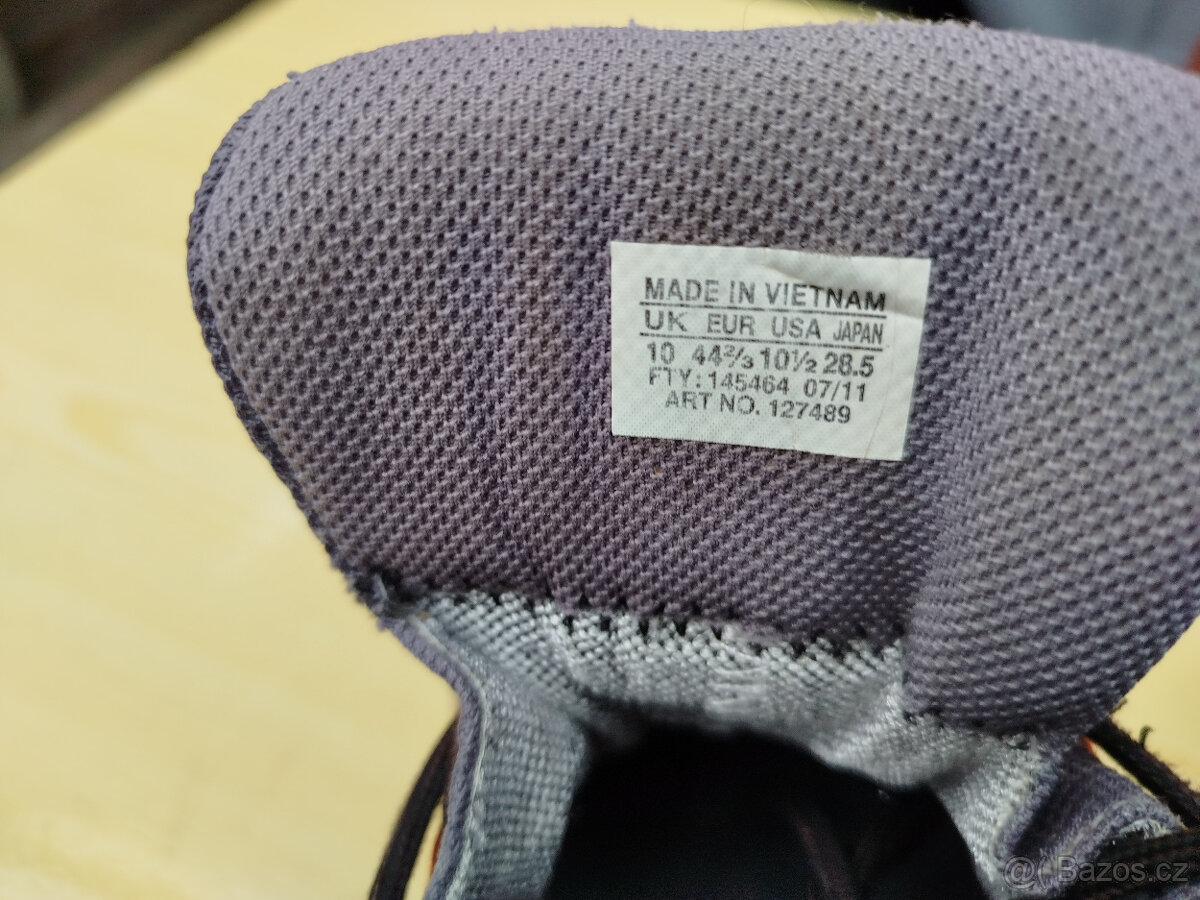 MADE IN VIETNAM
UK EUR USA JAPAN
10 44⅔ 10½ 28.5
FTY: 145464 07/11
ART NO. 127489
@( Bazos.cz